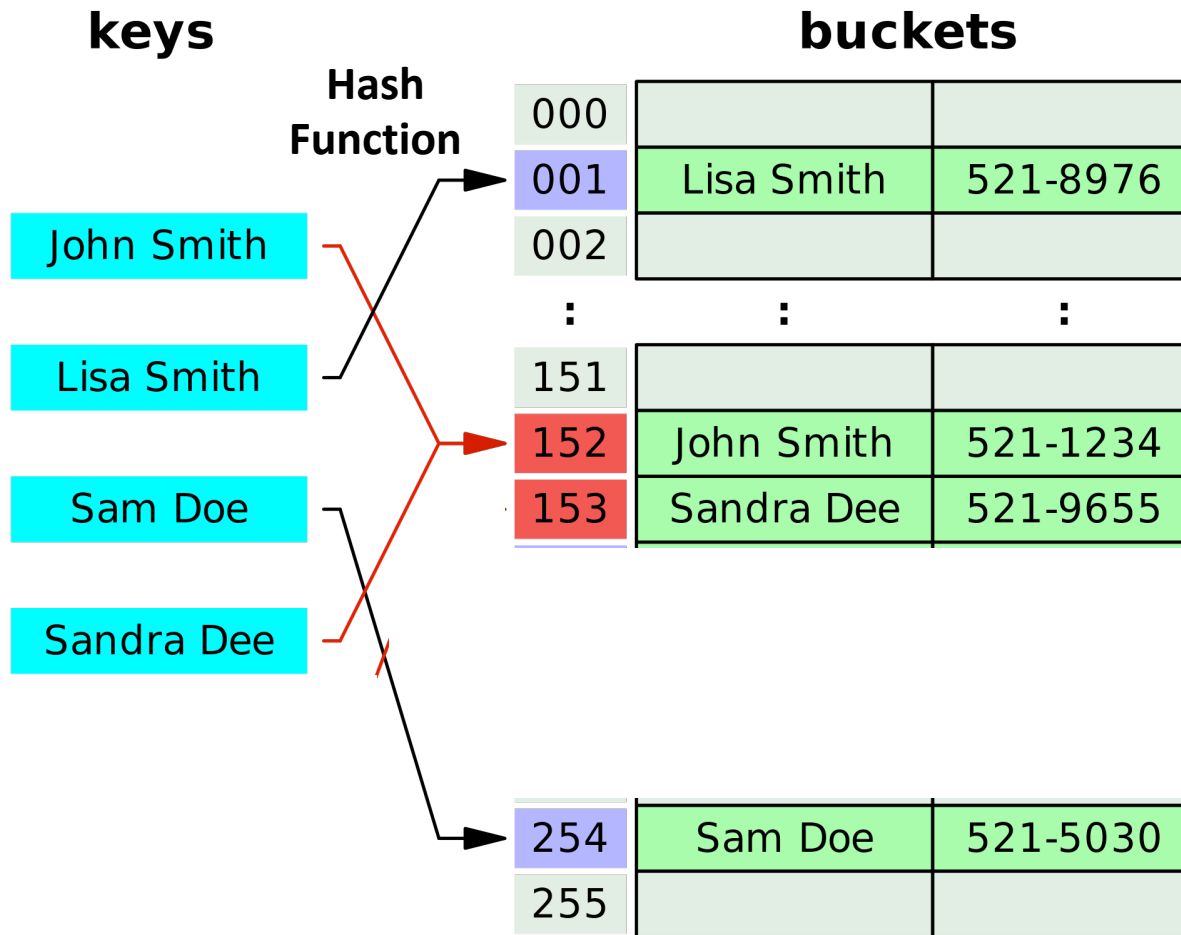 keys
buckets
Hash
Function
000
001 Lisa Smith 521-8976
002
John Smith
Lisa Smith
Sam Doe
Sandra Dee
: : :
151
152 John Smith 521-1234
153 Sandra Dee 521-9655
254 Sam Doe 521-5030
255